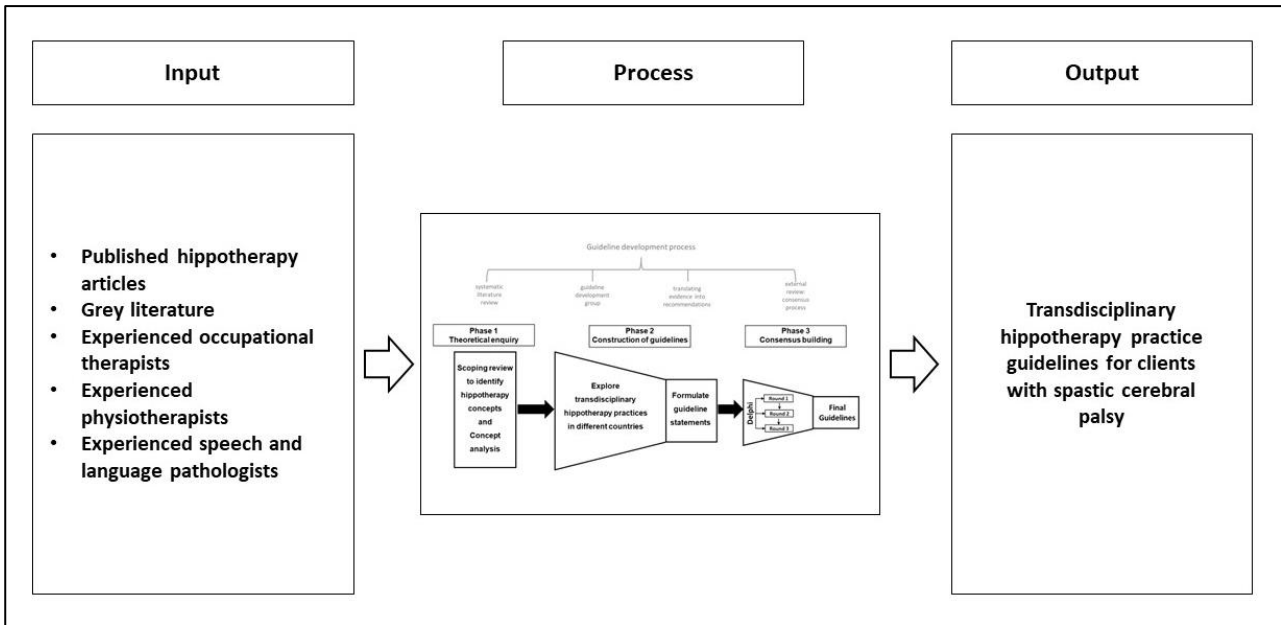 Input
Process
Output
• Published hippotherapy
articles
• Grey literature
• Experienced occupational
therapists
• Experienced
physiotherapists
• Experienced speech and
language pathologists
Guideline development process
systematic
literature
review
guideline
development
group
translating
evidence into
recommendations
external
review:
consensus
process
Phase 1
Theoretical enquiry
Phase 2
Construction of guidelines
Phase 3
Consensus building
Scoping review
to identify
hippotherapy
concepts
and
Concept
analysis
Explore
transdisciplinary
hippotherapy practices
in different countries
Formulate
guideline
statements
Delphi
Round 1
Round 2
Round 3
Final
Guidelines
Transdisciplinary
hippotherapy practice
guidelines for clients
with spastic cerebral
palsy